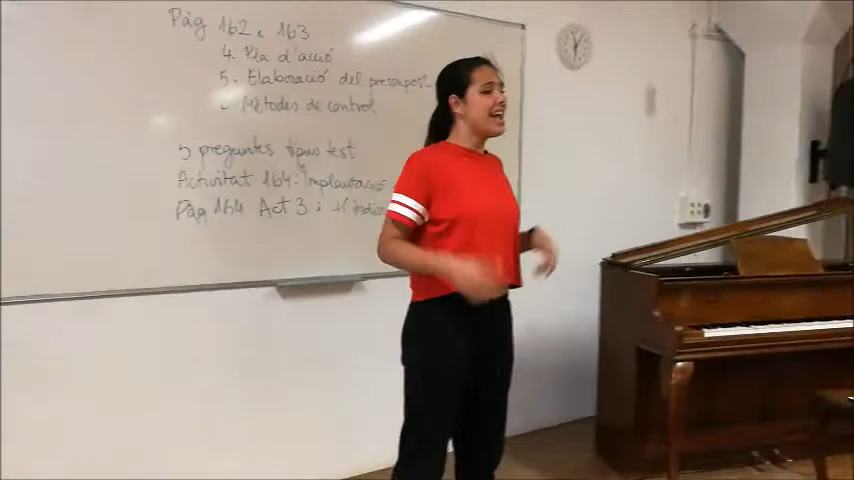 Pàg 162 e 163
4. Pla d'acció
5. Elaboració del pressupost
6. Mètodes de control
5 preguntes tipus test
Activitat 164: Implantació
Pàg 164 Act 3 i